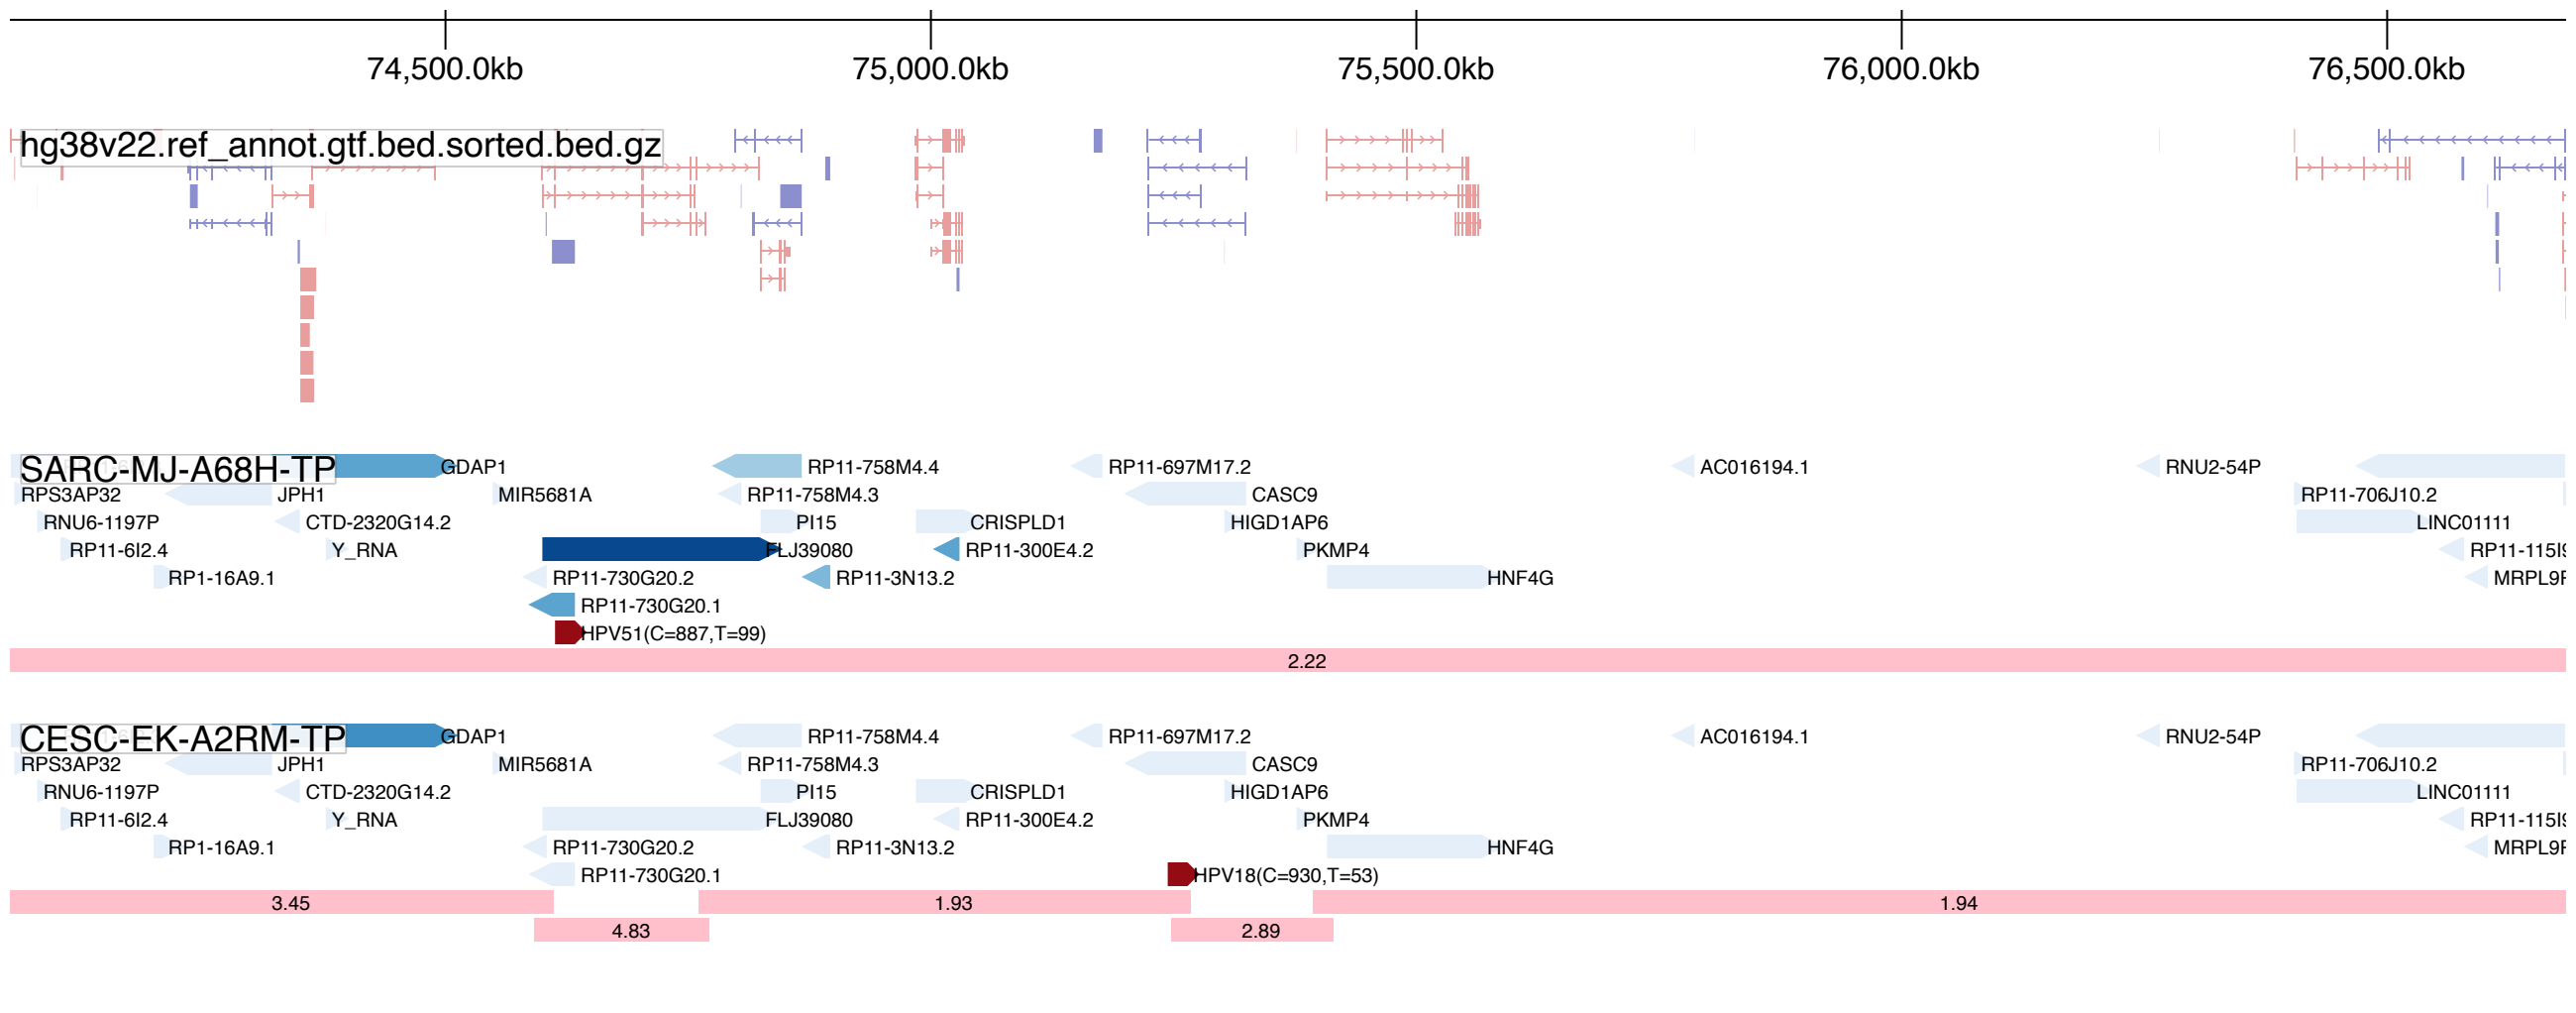 74,500.0kb 75,000.0kb 75,500.0kb 76,000.0kb 76,500.0kb
hg38v22.ref_annot.gtf.bed.sorted.bed.gz
SARC-MJ-A68H-TP GDAP1 RP11-758M4.4 RP11-697M17.2 AC016194.1 RNU2-54P
RPS3AP32 JPH1 MIR5681A RP11-758M4.3 CASC9 RP11-706J10.2
RNU6-1197P CTD-2320G14.2 PI15 CRISPLD1 HIGD1AP6 LINC01111
RP11-6I2.4 Y_RNA FLJ39080 RP11-300E4.2 PKMP4 RP11-115I9
RP1-16A9.1 RP11-730G20.2 RP11-3N13.2 HNF4G MRPL9P
RP11-730G20.1
HPV51(C=887,T=99)
2.22
CESC-EK-A2RM-TP GDAP1 RP11-758M4.4 RP11-697M17.2 AC016194.1 RNU2-54P
RPS3AP32 JPH1 MIR5681A RP11-758M4.3 CASC9 RP11-706J10.2
RNU6-1197P CTD-2320G14.2 PI15 CRISPLD1 HIGD1AP6 LINC01111
RP11-6I2.4 Y_RNA FLJ39080 RP11-300E4.2 PKMP4 RP11-115I9
RP1-16A9.1 RP11-730G20.2 RP11-3N13.2 HNF4G MRPL9P
RP11-730G20.1 HPV18(C=930,T=53)
3.45 1.93 1.94
4.83 2.89